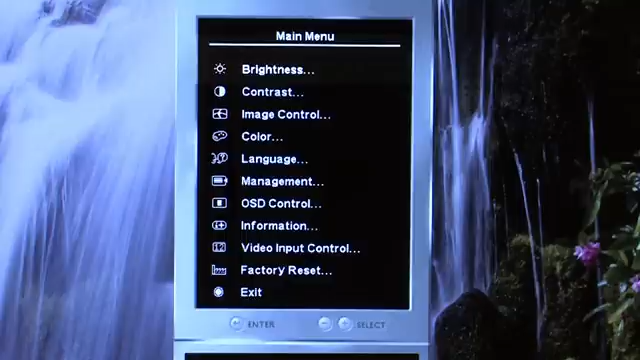 Main Menu
Brightness...
Contrast...
Image Control...
Color...
Language...
Management...
OSD Control...
Information...
Video Input Control...
Factory Reset...
Exit
ENTER
SELECT